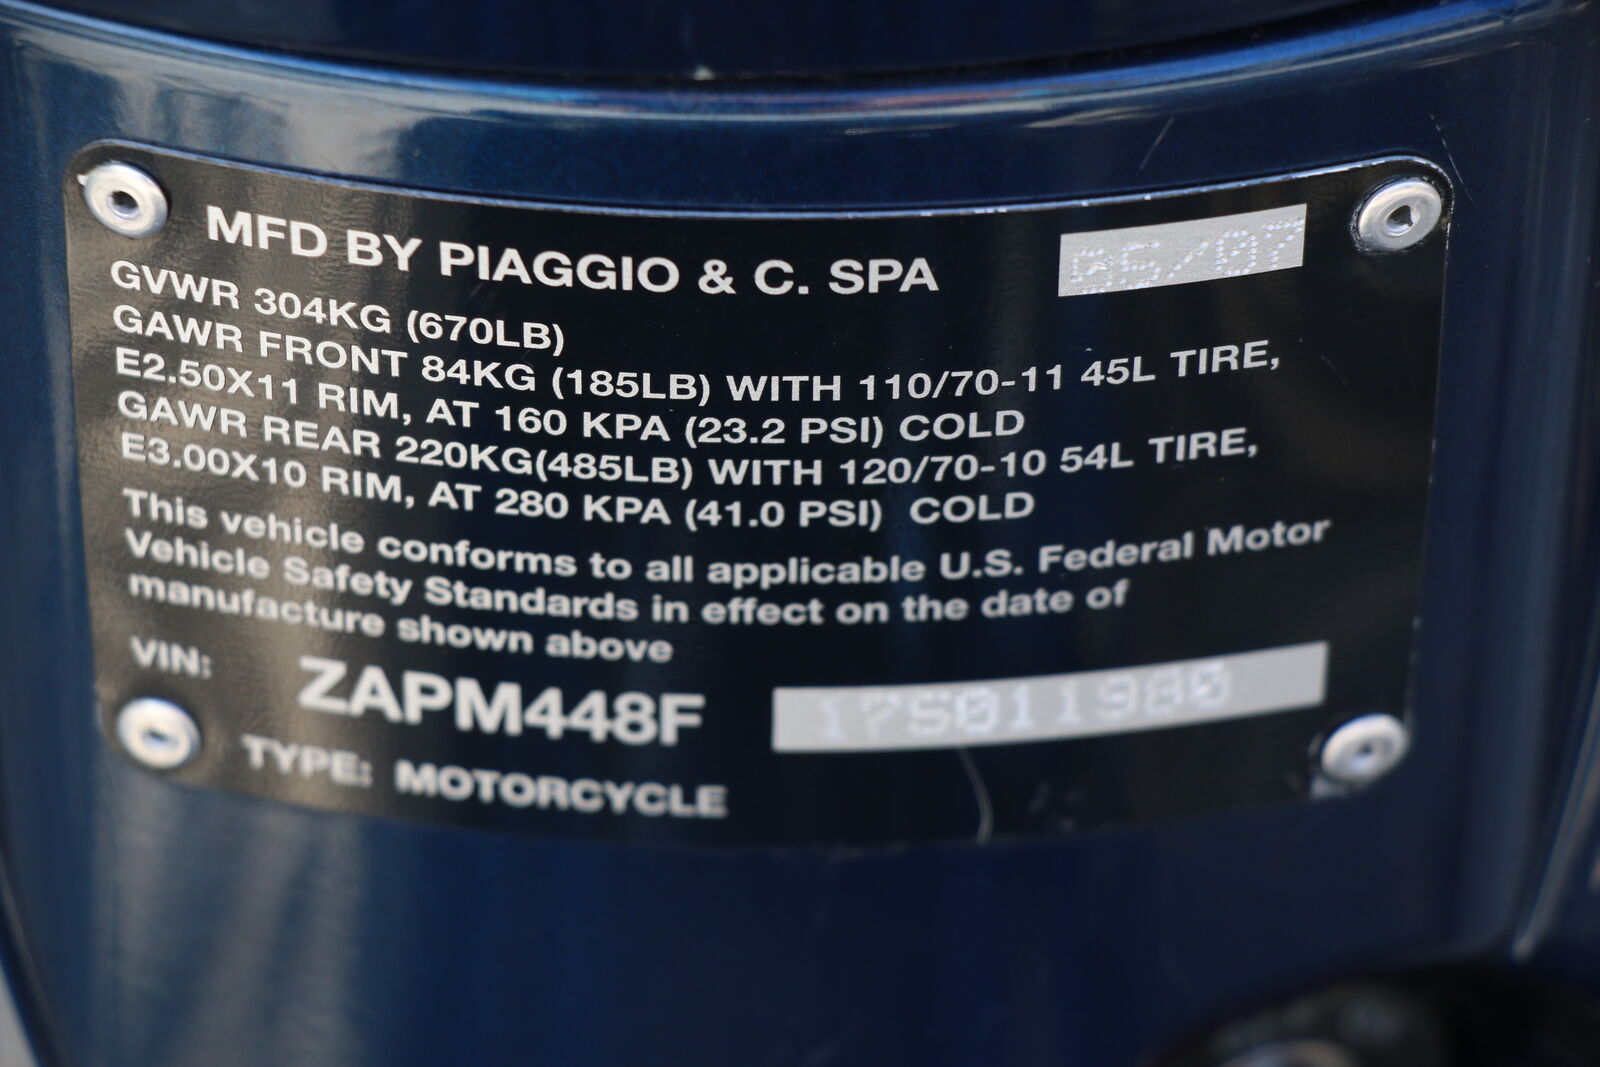 MFD BY PIAGGIO & C. SPA 05/07
GVWR 304KG (670LB)
GAWR FRONT 84KG (185LB) WITH 110/70-11 45L TIRE,
E2.50X11 RIM, AT 160 KPA (23.2 PSI) COLD
GAWR REAR 220KG(485LB) WITH 120/70-10 54L TIRE,
E3.00X10 RIM, AT 280 KPA (41.0 PSI) COLD
This vehicle conforms to all applicable U.S. Federal Motor
Vehicle Safety Standards in effect on the date of
manufacture shown above
VIN: ZAPM448F 175011980
TYPE: MOTORCYCLE